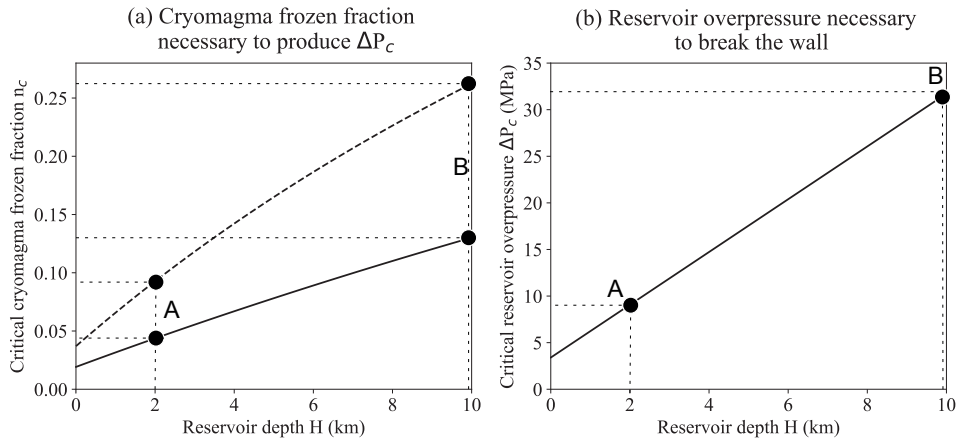 (a) Cryomagma frozen fraction
necessary to produce ΔP_c
Critical cryomagma frozen fraction n_c
0.25
0.20
0.15
0.10
0.05
0.00
B
A
0
2
4
6
8
10
Reservoir depth H (km)
(b) Reservoir overpressure necessary
to break the wall
Critical reservoir overpressure ΔP_c (MPa)
35
30
25
20
15
10
5
0
B
A
0
2
4
6
8
10
Reservoir depth H (km)